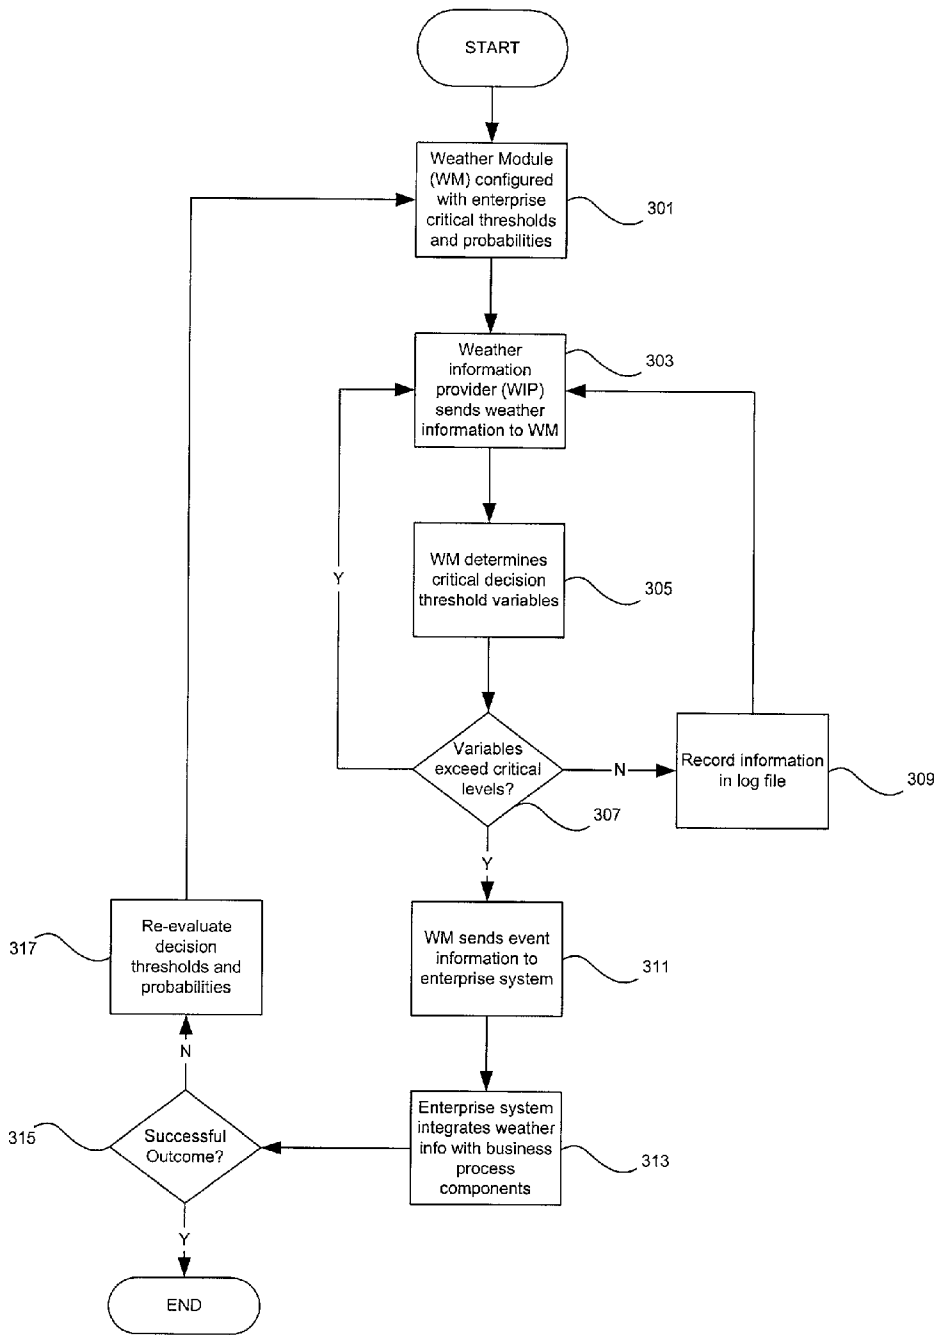 START
Weather Module
(WM) configured
with enterprise
critical thresholds
and probabilities
301
Weather
information
provider (WIP)
sends weather
information to WM
303
WM determines
critical decision
threshold variables
305
Y
Variables
exceed critical
levels?
307
N
Record information
in log file
309
Y
WM sends event
information to
enterprise system
311
Enterprise system
integrates weather
info with business
process
components
313
Successful
Outcome?
315
N
Re-evaluate
decision
thresholds and
probabilities
317
Y
END